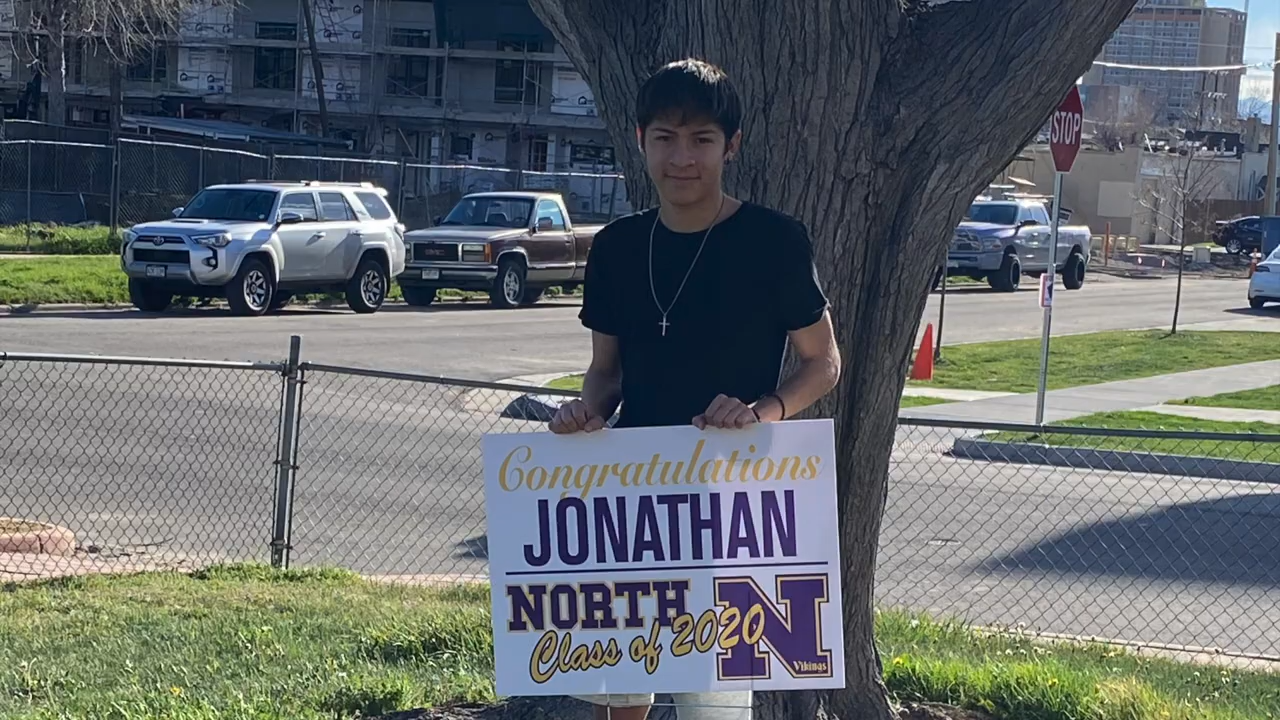 STOP
Congratulations
JONATHAN
NORTH N
Class of 2020
Vikings